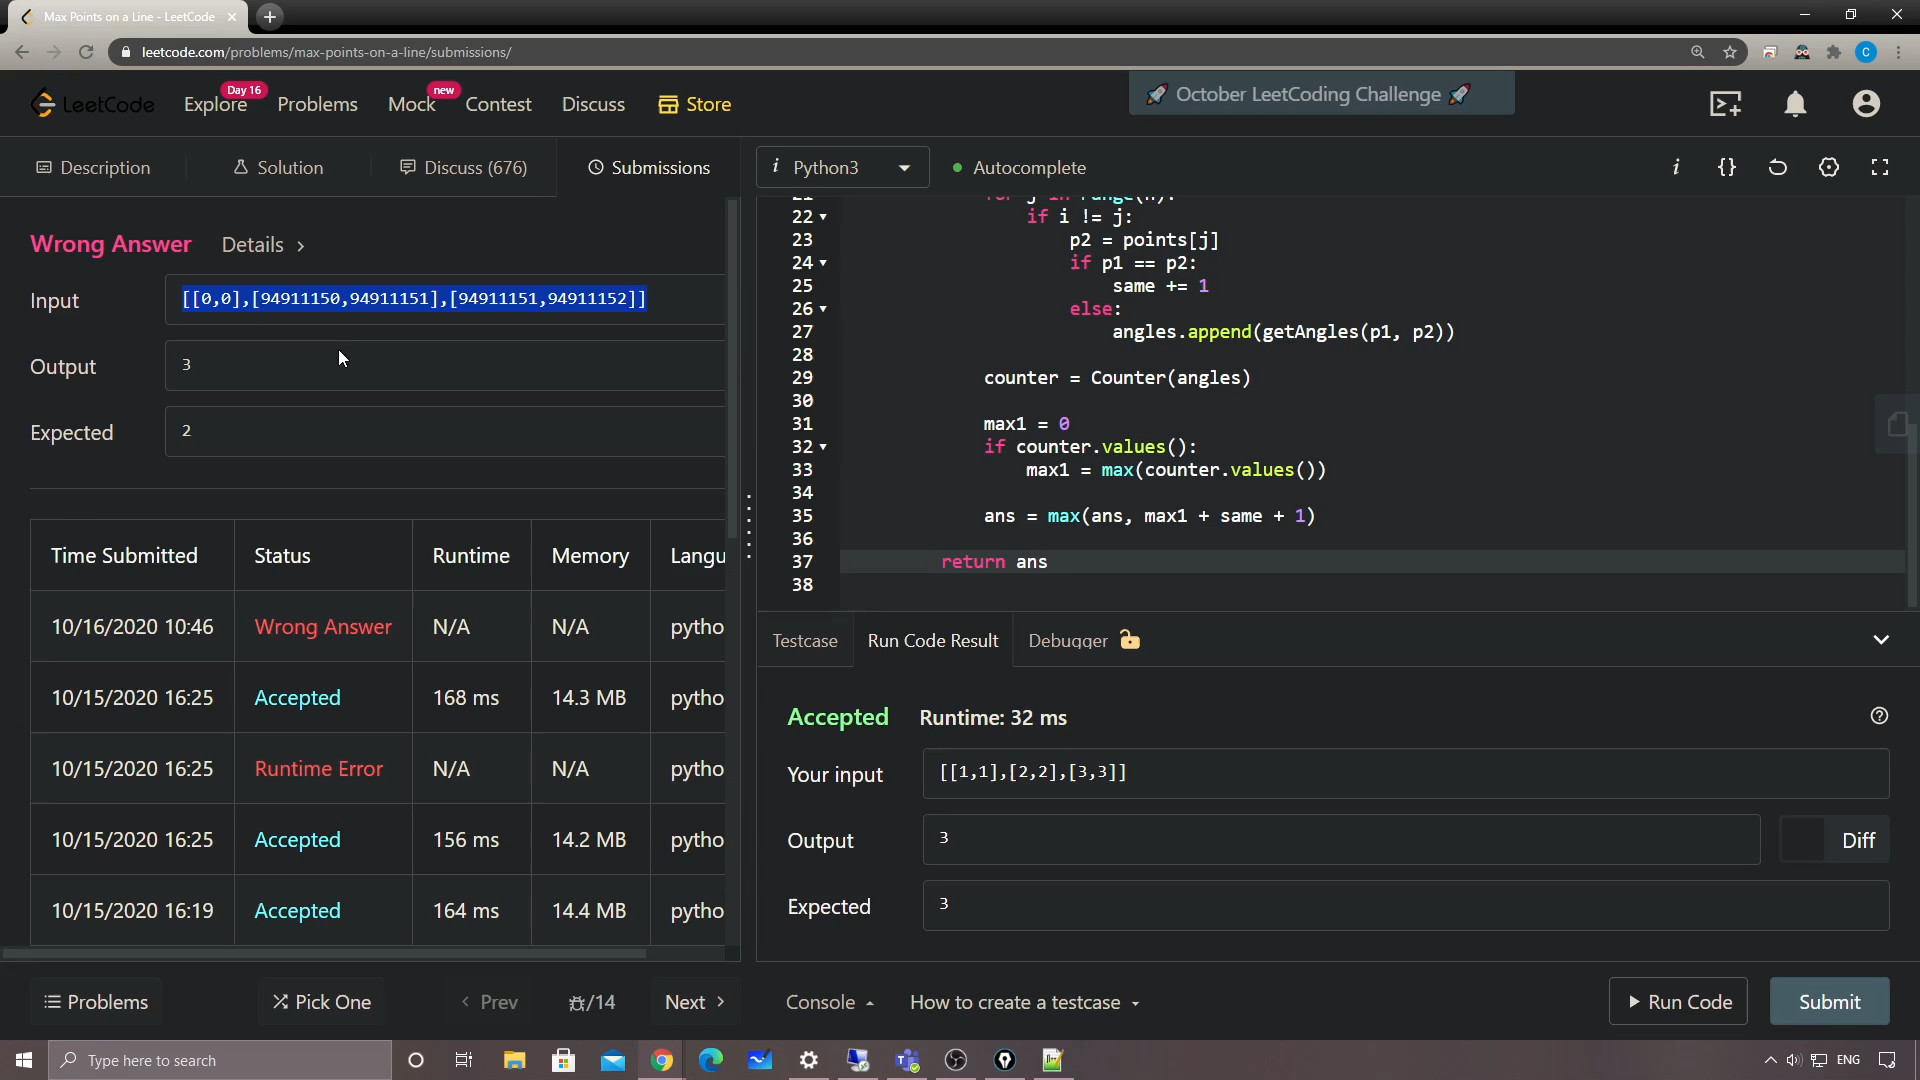 Max Points on a Line - LeetCode
leetcode.com/problems/max-points-on-a-line/submissions/
C
LeetCode
Explore
Day 16
Problems
Mock
new
Contest
Discuss
Store
🚀 October LeetCoding Challenge 🚀
Description
Solution
Discuss (676)
Submissions
i Python3
Autocomplete
i {}
Wrong Answer Details >
Input
[[0,0],[94911150,94911151],[94911151,94911152]]
Output
3
Expected
2
Time Submitted Status Runtime Memory Langu
10/16/2020 10:46 Wrong Answer N/A N/A pytho
10/15/2020 16:25 Accepted 168 ms 14.3 MB pytho
10/15/2020 16:25 Runtime Error N/A N/A pytho
10/15/2020 16:25 Accepted 156 ms 14.2 MB pytho
10/15/2020 16:19 Accepted 164 ms 14.4 MB pytho
22 if i != j:
23 p2 = points[j]
24 if p1 == p2:
25 same += 1
26 else:
27 angles.append(getAngles(p1, p2))
28
29 counter = Counter(angles)
30
31 max1 = 0
32 if counter.values():
33 max1 = max(counter.values())
34
35 ans = max(ans, max1 + same + 1)
36
37 return ans
38
Testcase
Run Code Result
Debugger
Accepted Runtime: 32 ms
Your input
[[1,1],[2,2],[3,3]]
Output
3
Diff
Expected
3
Problems
Pick One
< Prev
/14
Next >
Console
How to create a testcase
Run Code
Submit
Type here to search
ENG